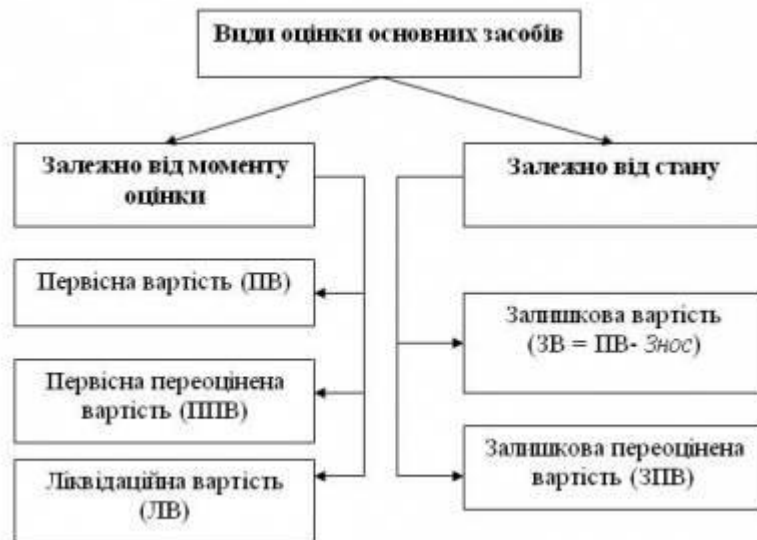 Види оцінки основних засобів
Залежно від моменту
оцінки
Первісна вартість (ПВ)
Первісна переоцінена
вартість (ППВ)
Ліквідаційна вартість
(ЛВ)
Залежно від стану
Залишкова вартість
(ЗВ = ПВ- Знос)
Залишкова переоцінена
вартість (ЗПВ)